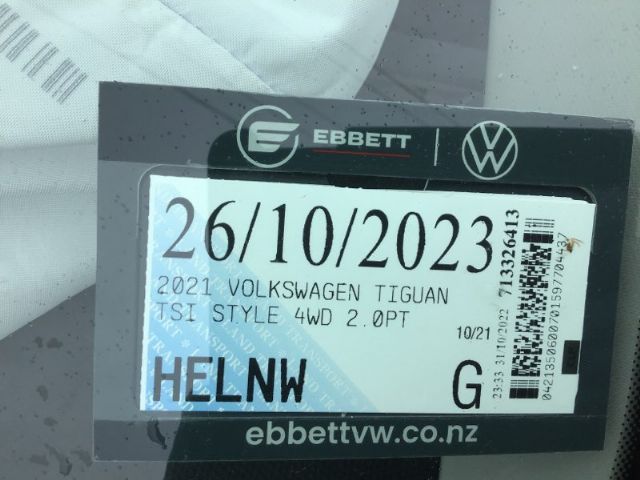 EBBETT
26/10/2023
2021 VOLKSWAGEN TIGUAN
TSI STYLE 4WD 2.0PT
10/21
HELNW
G
23:33 31/10/2022 713326413
0421350600701597704437
ebbettvw.co.nz